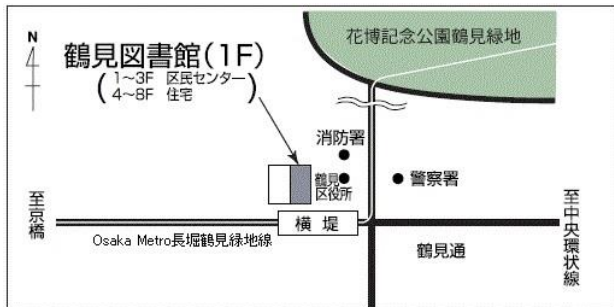 N
花博記念公園鶴見緑地
鶴見図書館(1F)
(1~3F 区民センター
4~8F 住宅)
消防署
鶴見
区役所
警察署
至京橋
横堤
至中央環状線
Osaka Metro長堀鶴見緑地線
鶴見通